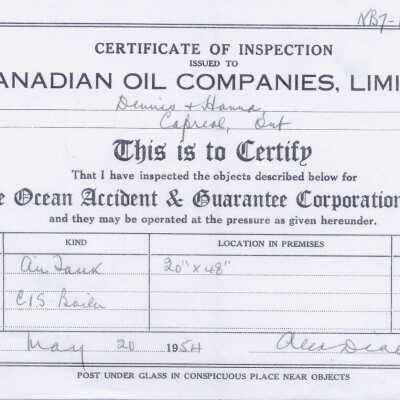 NB7-
CERTIFICATE OF INSPECTION
ISSUED TO
ANADIAN OIL COMPANIES, LIMI
Dennis + Hanna,
Capreol, Ont
This is to Certify
That I have inspected the objects described below for
e Ocean Accident & Guarantee Corporation
and they may be operated at the pressure as given hereunder.
KIND LOCATION IN PREMISES
Air Tank 20" x 48"
CIS Boiler
May 20 1954 Alex
POST UNDER GLASS IN CONSPICUOUS PLACE NEAR OBJECTS